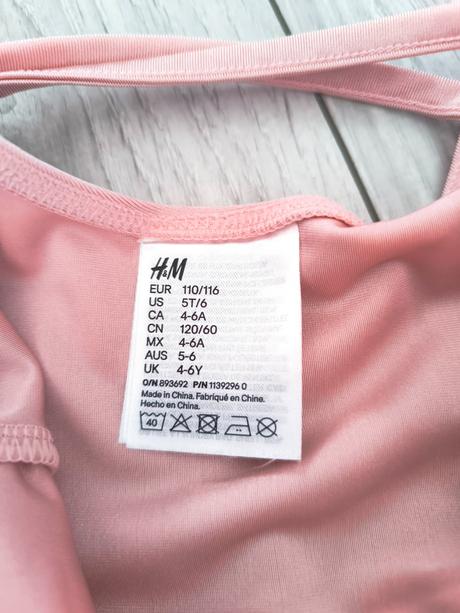 H&M
EUR 110/116
US 5T/6
CA 4-6A
CN 120/60
MX 4-6A
AUS 5-6
UK 4-6Y
O/N 893692 P/N 1139296 0
Made in China. Fabriqué en Chine.
Hecho en China.
40